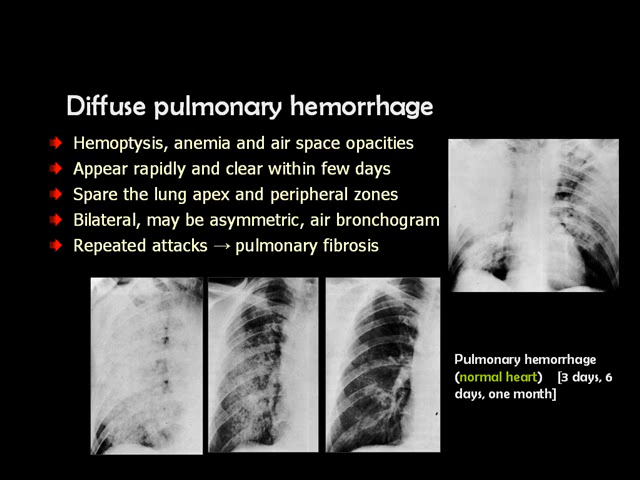 Diffuse pulmonary hemorrhage
Hemoptysis, anemia and air space opacities
Appear rapidly and clear within few days
Spare the lung apex and peripheral zones
Bilateral, may be asymmetric, air bronchogram
Repeated attacks → pulmonary fibrosis
Pulmonary hemorrhage
(normal heart) [3 days, 6
days, one month]